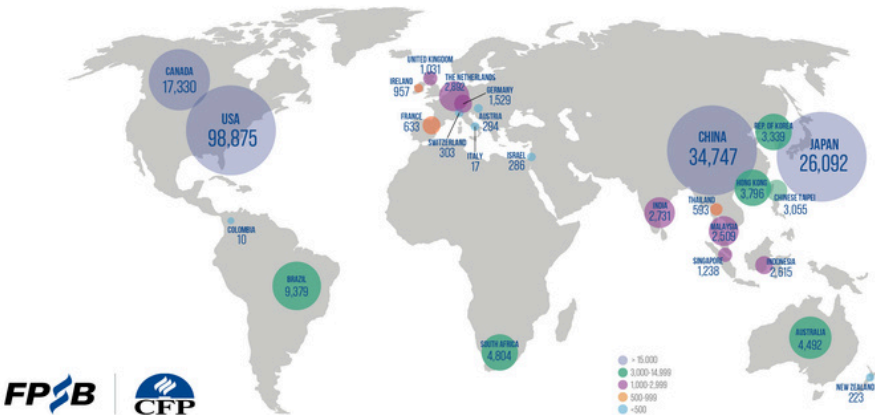 CANADA
17,330
USA
98,875
COLOMBIA
10
BRAZIL
9,379
UNITED KINGDOM
1,031
IRELAND
957
THE NETHERLANDS
2,892
GERMANY
1,529
FRANCE
633
AUSTRIA
294
SWITZERLAND
303
ITALY
17
ISRAEL
286
SOUTH AFRICA
4,804
CHINA
34,747
REP. OF KOREA
3,339
JAPAN
26,092
HONG KONG
3,796
CHINESE TAIPEI
3,055
INDIA
2,731
THAILAND
593
MALAYSIA
2,509
SINGAPORE
1,238
INDONESIA
2,615
AUSTRALIA
4,492
NEW ZEALAND
223
15,000
3,000-14,999
1,000-2,999
500-999
<500
FPSB
CFP